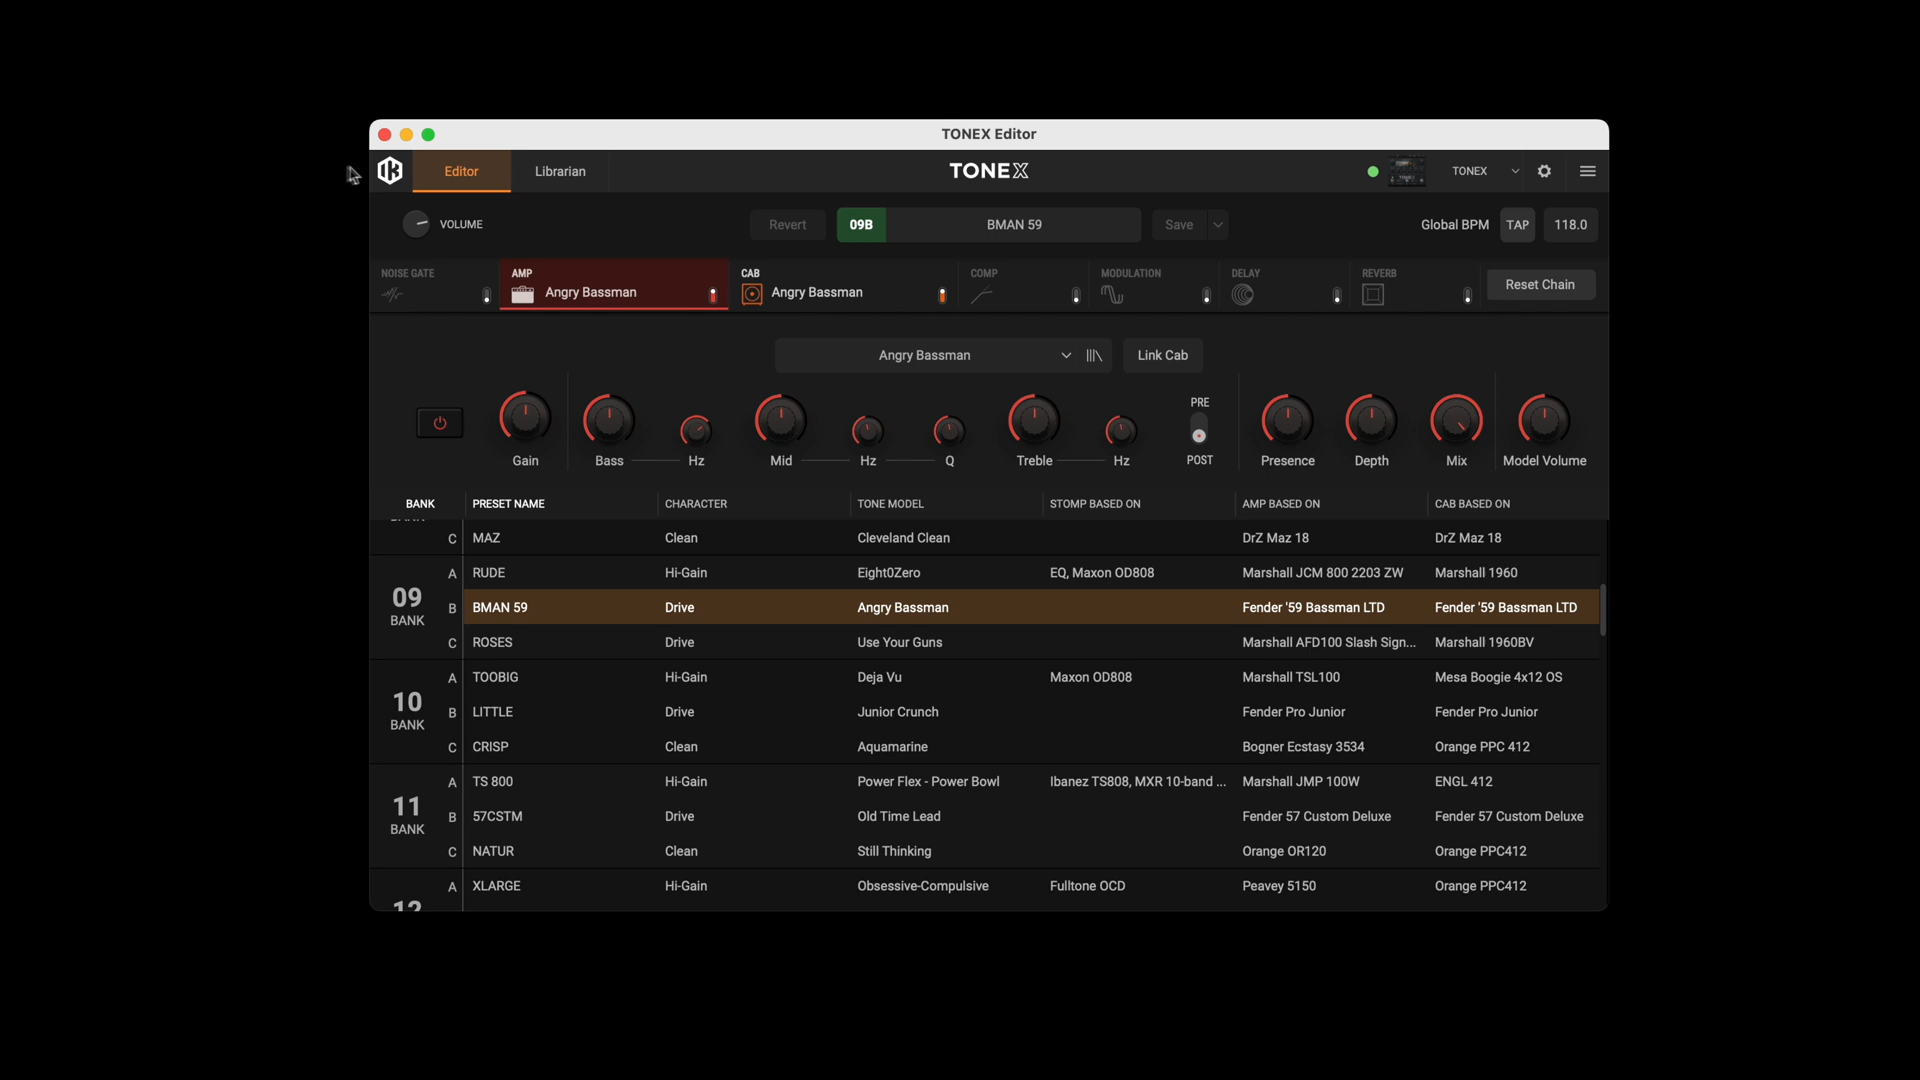 TONEX Editor
Editor
Librarian
TONEX
TONEX
VOLUME
Revert
09B
BMAN 59
Save
Global BPM
TAP
118.0
NOISE GATE
AMP
Angry Bassman
CAB
Angry Bassman
COMP
MODULATION
DELAY
REVERB
Reset Chain
Angry Bassman
Link Cab
PRE
POST
Gain
Bass
Hz
Mid
Hz
Q
Treble
Hz
Presence
Depth
Mix
Model Volume
BANK PRESET NAME CHARACTER TONE MODEL STOMP BASED ON AMP BASED ON CAB BASED ON
C MAZ Clean Cleveland Clean DrZ Maz 18 DrZ Maz 18
09 BANK
A RUDE Hi-Gain Eight0Zero EQ, Maxon OD808 Marshall JCM 800 2203 ZW Marshall 1960
B BMAN 59 Drive Angry Bassman Fender '59 Bassman LTD Fender '59 Bassman LTD
C ROSES Drive Use Your Guns Marshall AFD100 Slash Sign... Marshall 1960BV
10 BANK
A TOOBIG Hi-Gain Deja Vu Maxon OD808 Marshall TSL100 Mesa Boogie 4x12 OS
B LITTLE Drive Junior Crunch Fender Pro Junior Fender Pro Junior
C CRISP Clean Aquamarine Bogner Ecstasy 3534 Orange PPC 412
11 BANK
A TS 800 Hi-Gain Power Flex - Power Bowl Ibanez TS808, MXR 10-band ... Marshall JMP 100W ENGL 412
B 57CSTM Drive Old Time Lead Fender 57 Custom Deluxe Fender 57 Custom Deluxe
C NATUR Clean Still Thinking Orange OR120 Orange PPC412
12
A XLARGE Hi-Gain Obsessive-Compulsive Fulltone OCD Peavey 5150 Orange PPC412